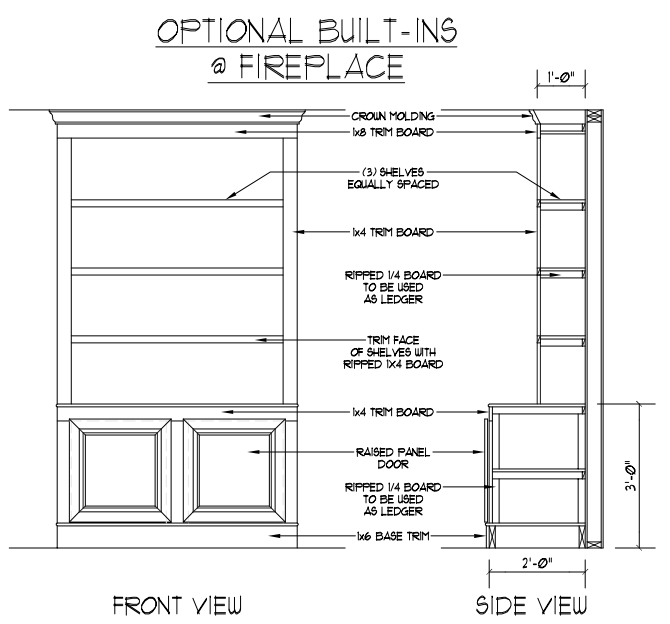 OPTIONAL BUILT-INS
@ FIREPLACE
1'-0"
CROWN MOLDING
1x8 TRIM BOARD
(3) SHELVES
EQUALLY SPACED
1x4 TRIM BOARD
RIPPED 1/4 BOARD
TO BE USED
AS LEDGER
TRIM FACE
OF SHELVES WITH
RIPPED 1X4 BOARD
1x4 TRIM BOARD
RAISED PANEL
DOOR
RIPPED 1/4 BOARD
TO BE USED
AS LEDGER
1x6 BASE TRIM
3'-0"
2'-0"
FRONT VIEW
SIDE VIEW